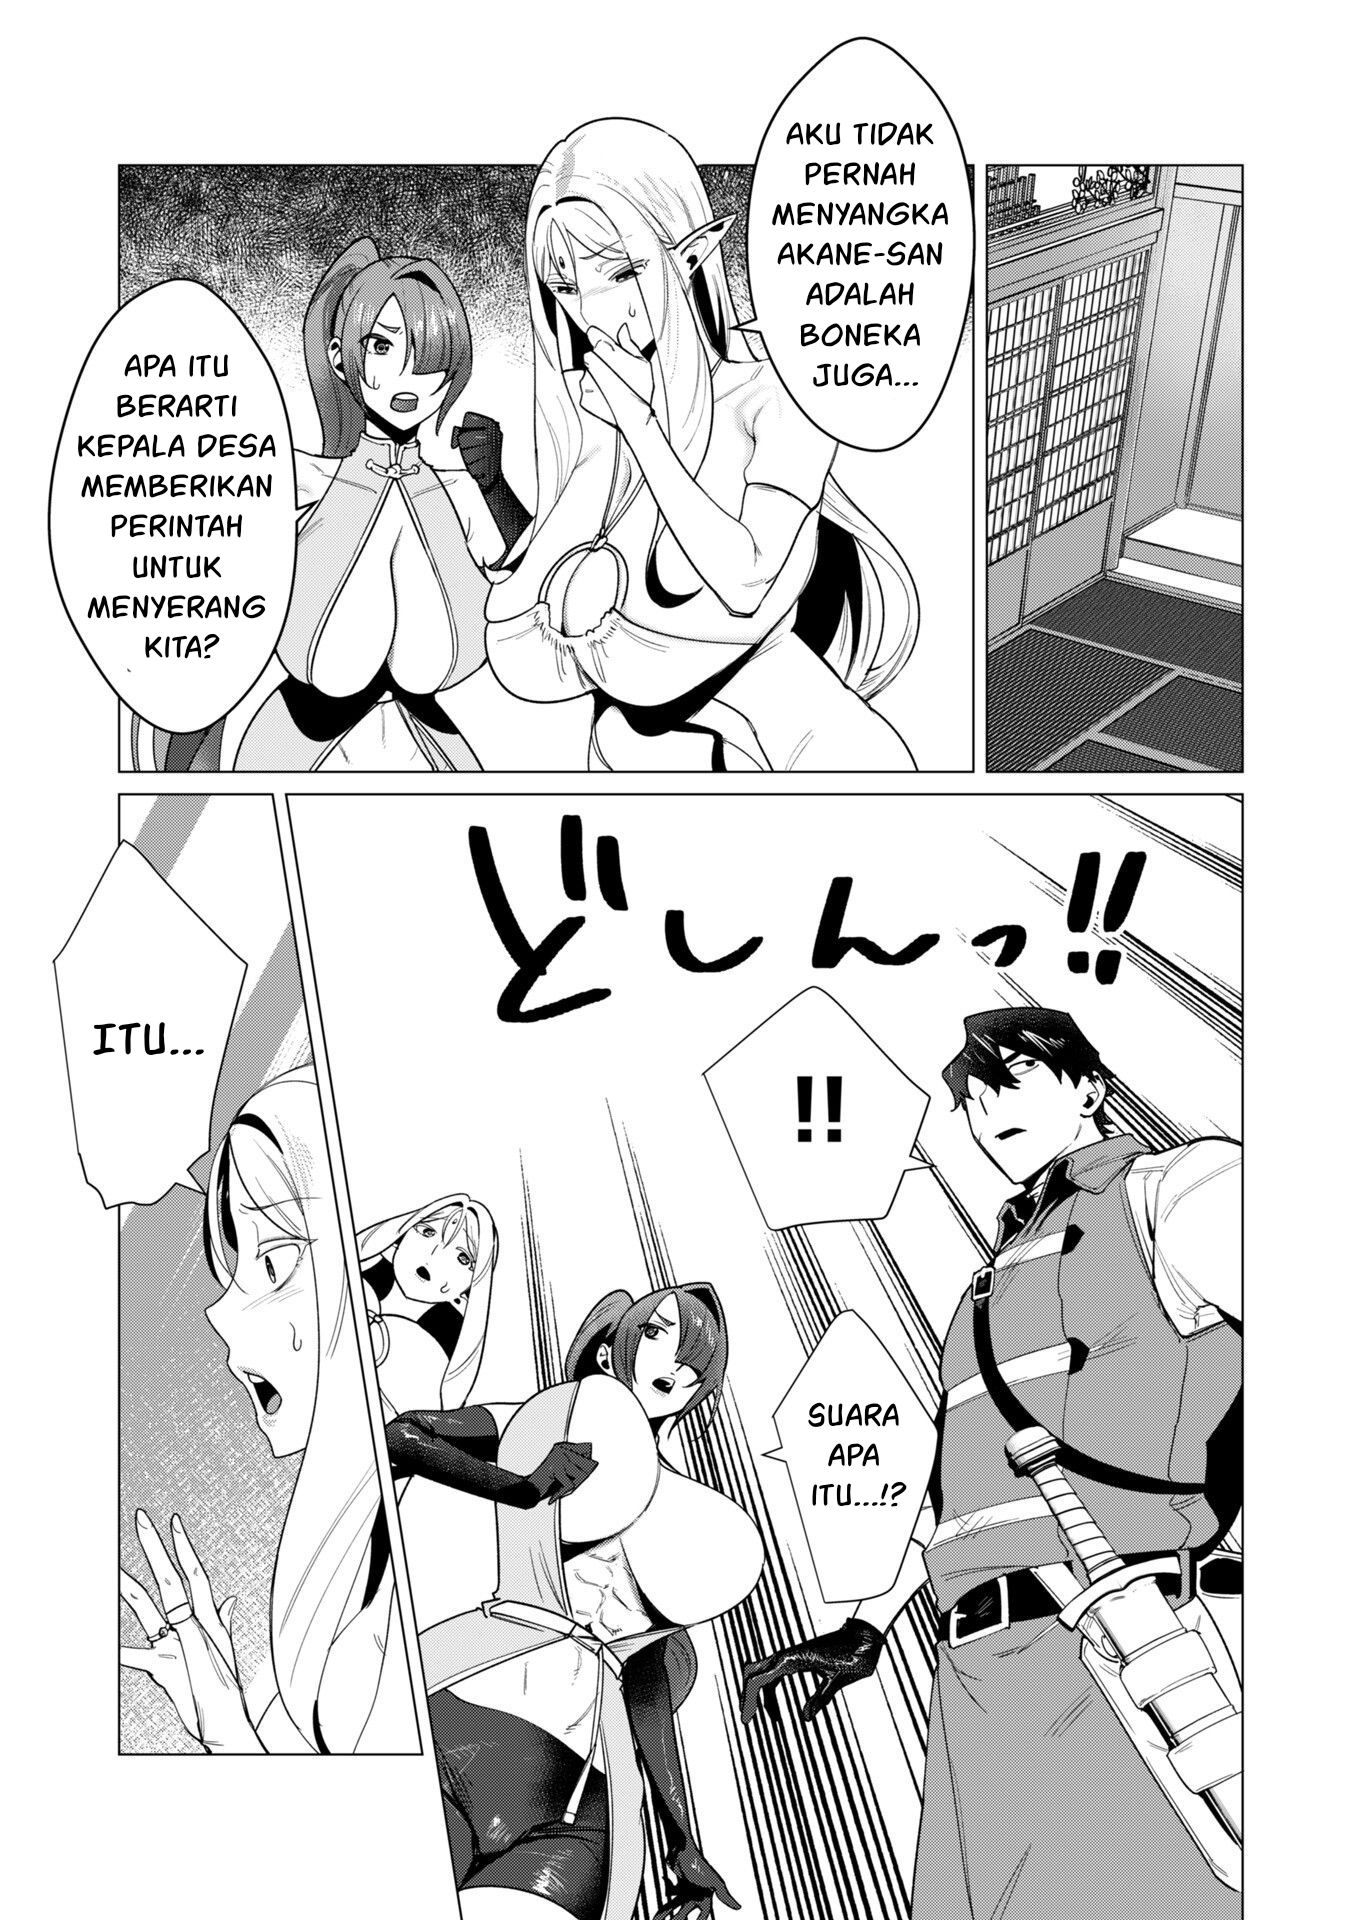 AKU TIDAK
PERNAH
MENYANGKA
AKANE-SAN
ADALAH
BONEKA
JUGA...
APA ITU
BERARTI
KEPALA DESA
MEMBERIKAN
PERINTAH
UNTUK
MENYERANG
KITA?
どしんっ!!
!!
SUARA
APA
ITU...!?
ITU...